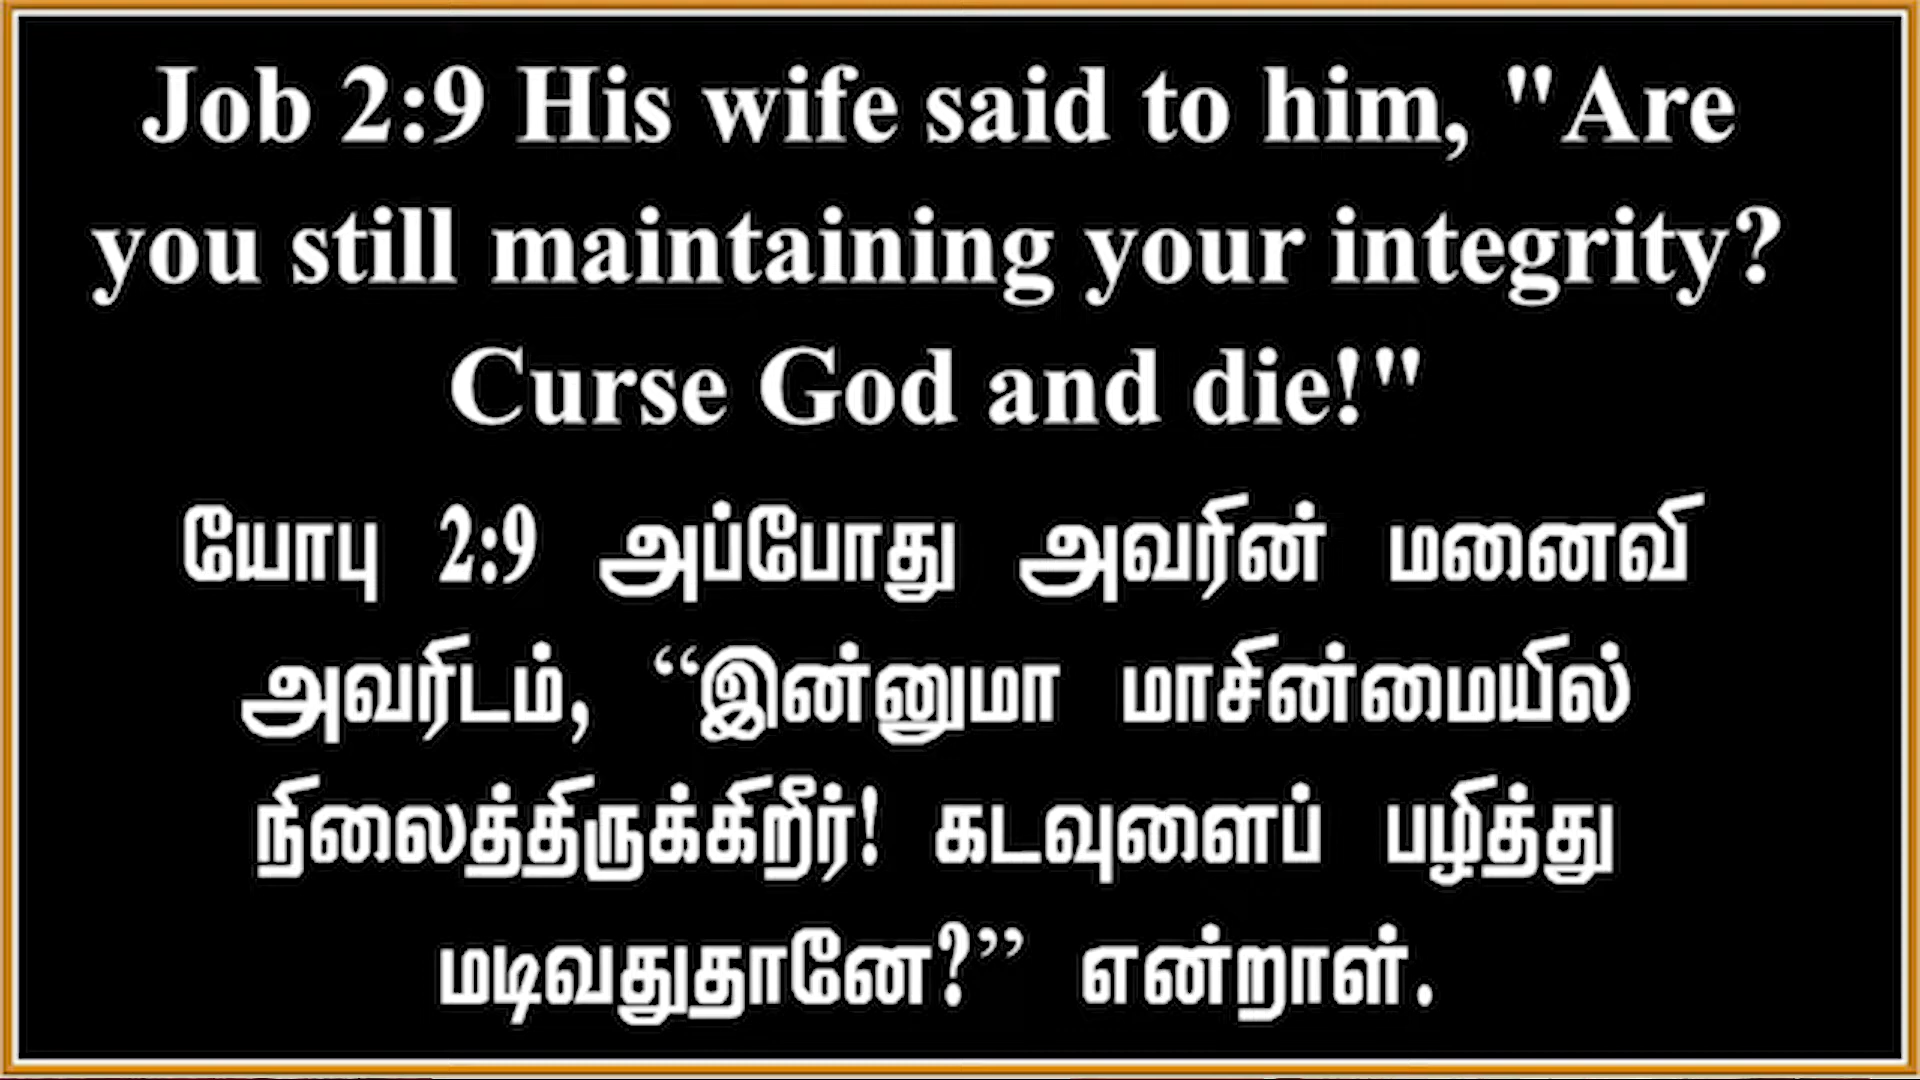 Job 2:9 His wife said to him, "Are
you still maintaining your integrity?
Curse God and die!"
யோபு 2:9 அப்போது அவரின் மனைவி
அவரிடம், “இன்னுமா மாசின்மையில்
நிலைத்திருக்கிறீர்! கடவுளைப் பழித்து
மடிவதுதானே?” என்றாள்.